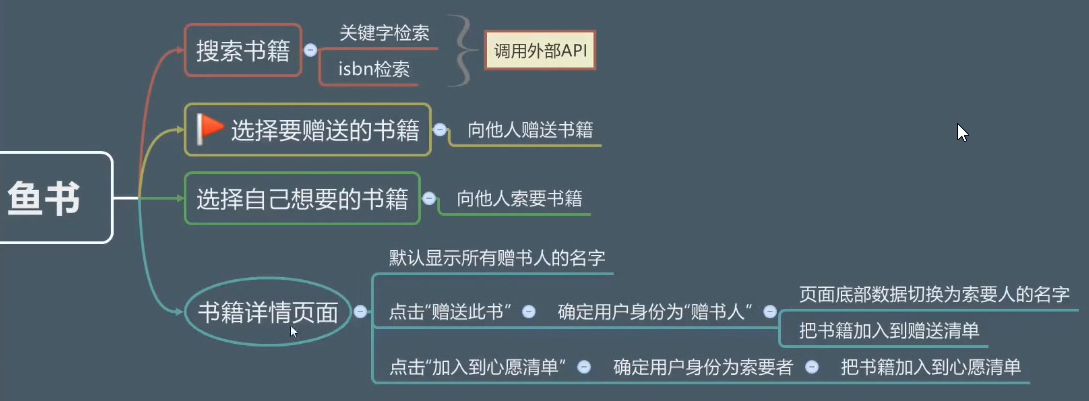 鱼书
搜索书籍
关键字检索
isbn检索
调用外部API
选择要赠送的书籍
向他人赠送书籍
选择自己想要的书籍
向他人索要书籍
书籍详情页面
默认显示所有赠书人的名字
点击“赠送此书”
确定用户身份为“赠书人”
页面底部数据切换为索要人的名字
把书籍加入到赠送清单
点击“加入到心愿清单”
确定用户身份为索要者
把书籍加入到心愿清单